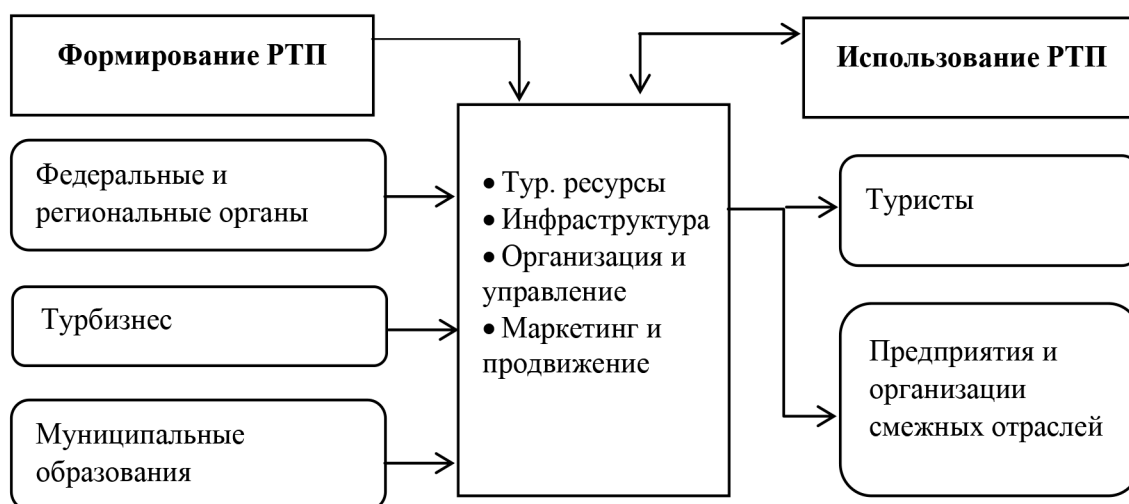 Формирование РТП
Использование РТП
Федеральные и
региональные органы
Турбизнес
Муниципальные
образования
• Тур. ресурсы
• Инфраструктура
• Организация и
управление
• Маркетинг и
продвижение
Туристы
Предприятия и
организации
смежных отраслей